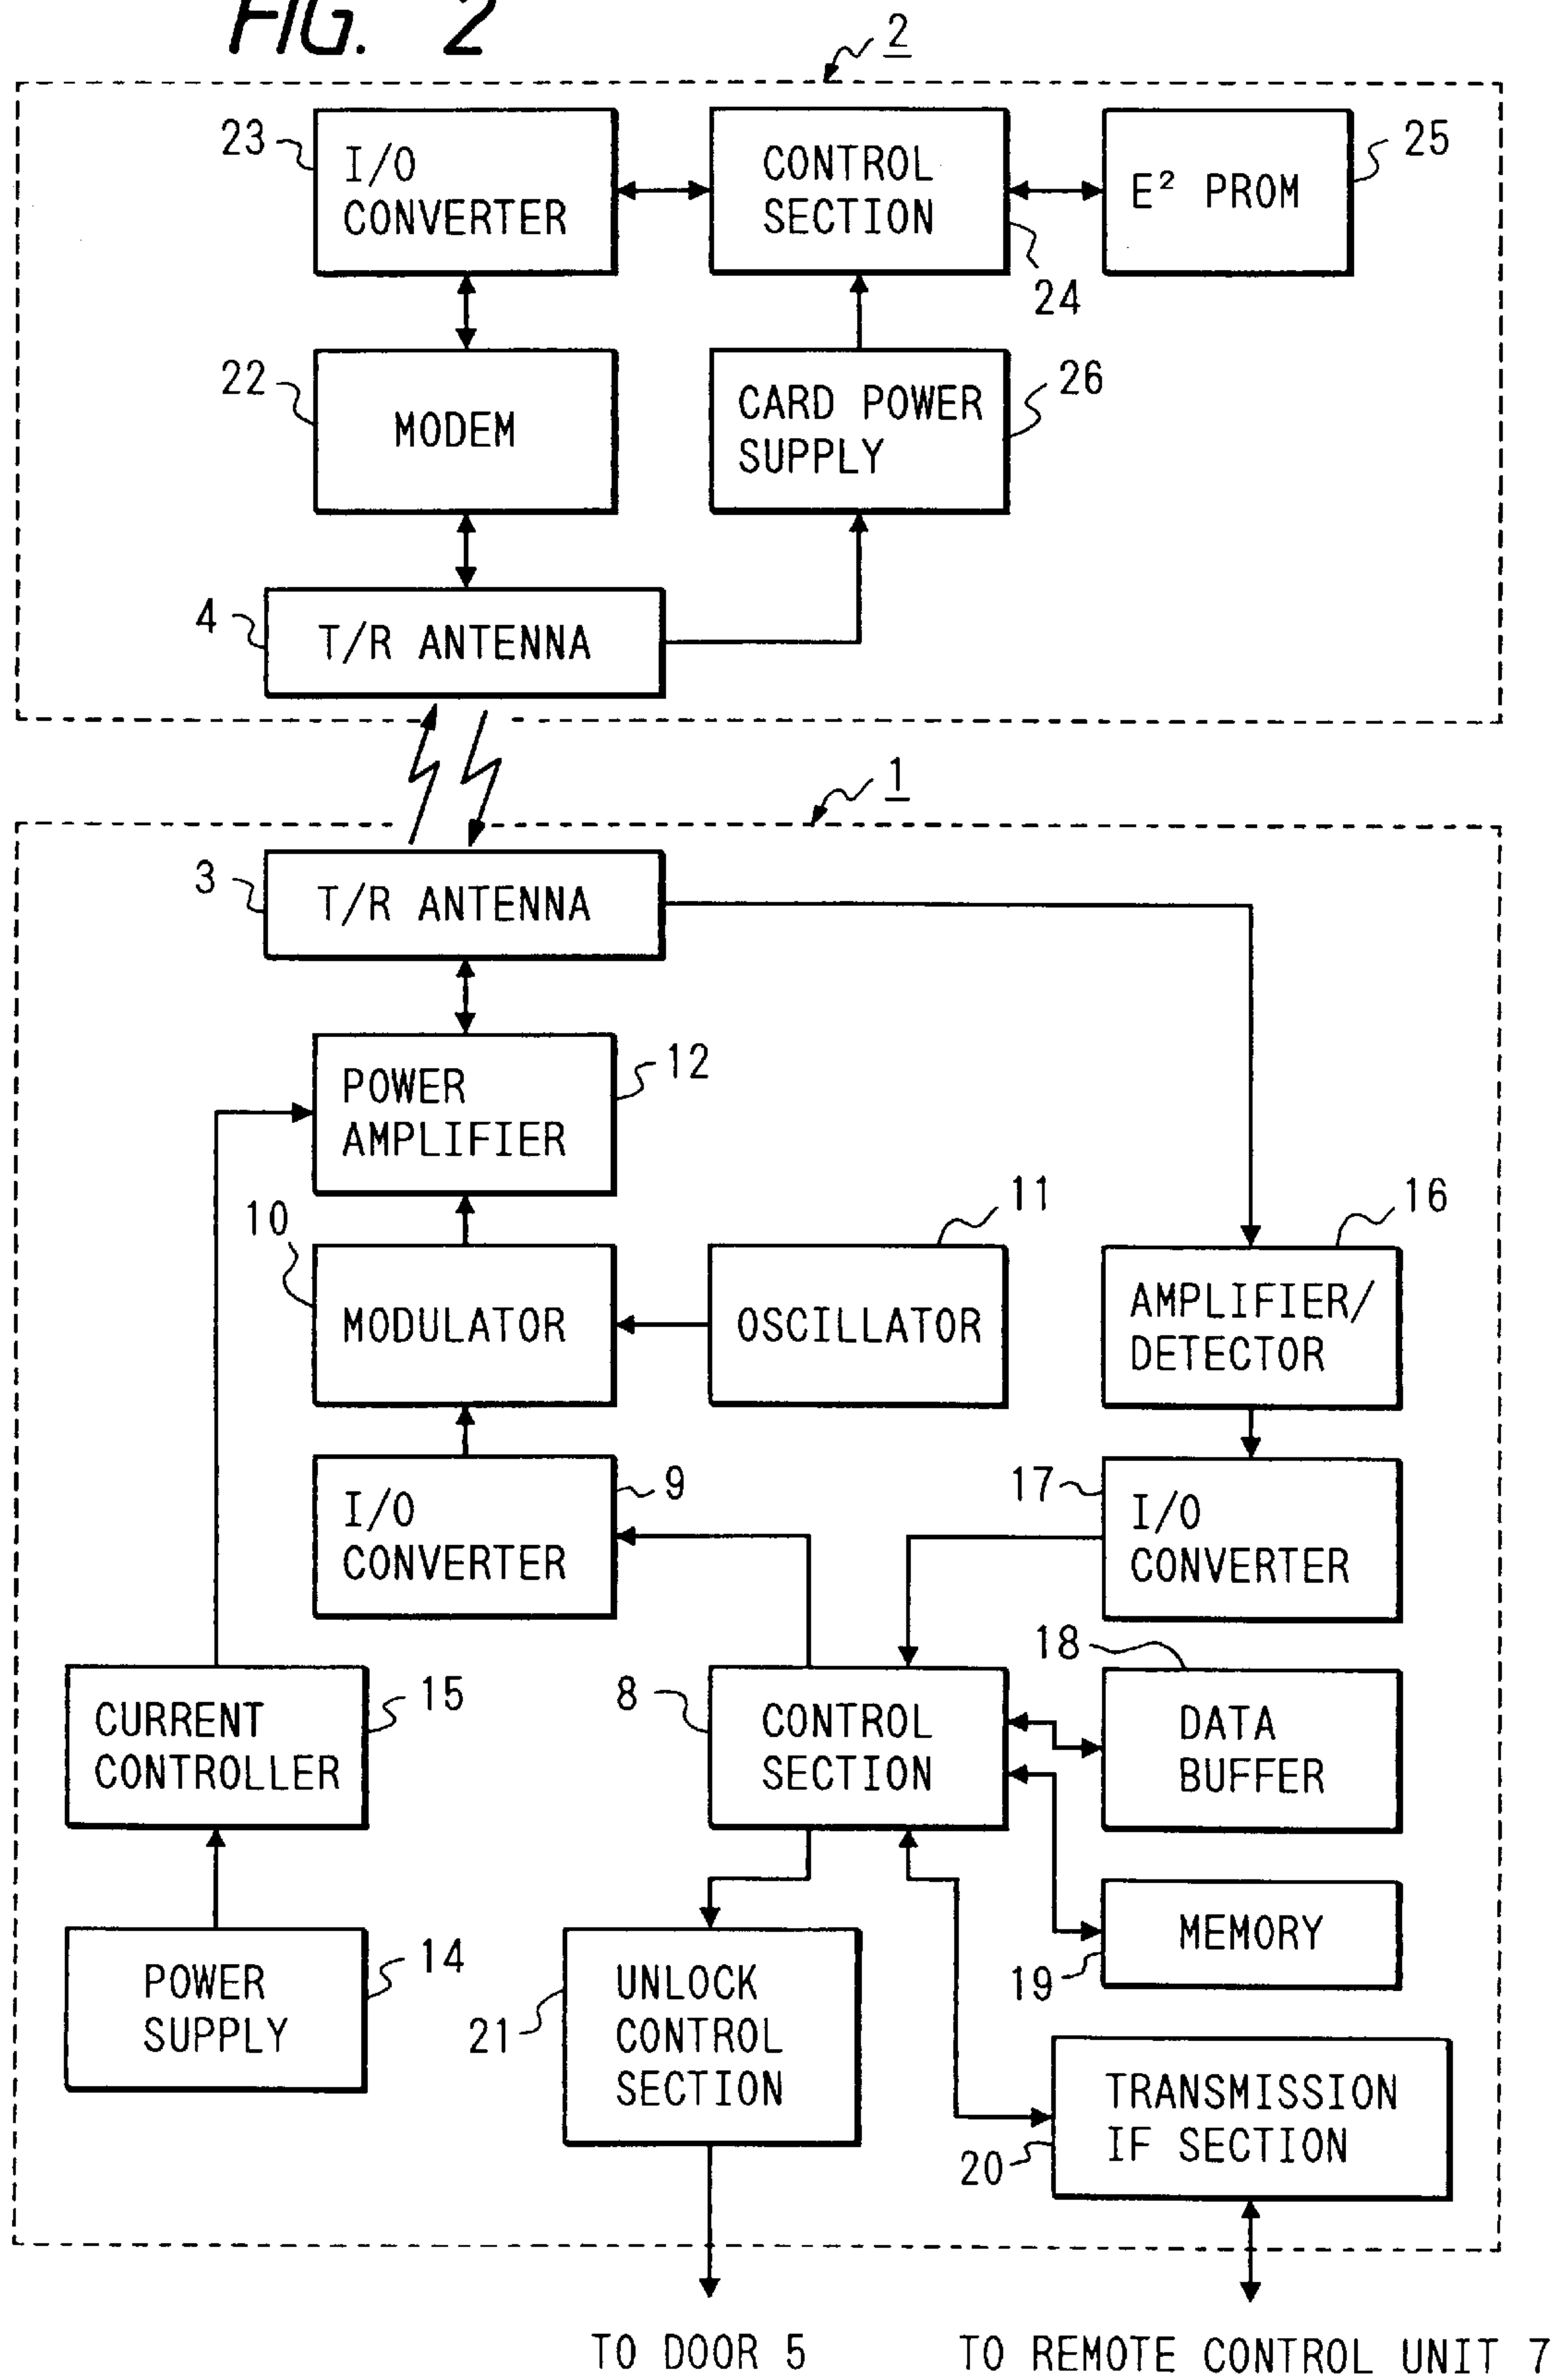 FIG. 2
2
23
I/O
CONVERTER
CONTROL
SECTION
24
E² PROM
25
22
MODEM
CARD POWER
SUPPLY
26
4
T/R ANTENNA
1
3
T/R ANTENNA
POWER
AMPLIFIER
12
10
MODULATOR
11
OSCILLATOR
16
AMPLIFIER/
DETECTOR
I/O
CONVERTER
9
17
I/O
CONVERTER
CURRENT
CONTROLLER
15
8
CONTROL
SECTION
18
DATA
BUFFER
MEMORY
19
POWER
SUPPLY
14
21
UNLOCK
CONTROL
SECTION
TRANSMISSION
IF SECTION
20
TO DOOR 5
TO REMOTE CONTROL UNIT 7